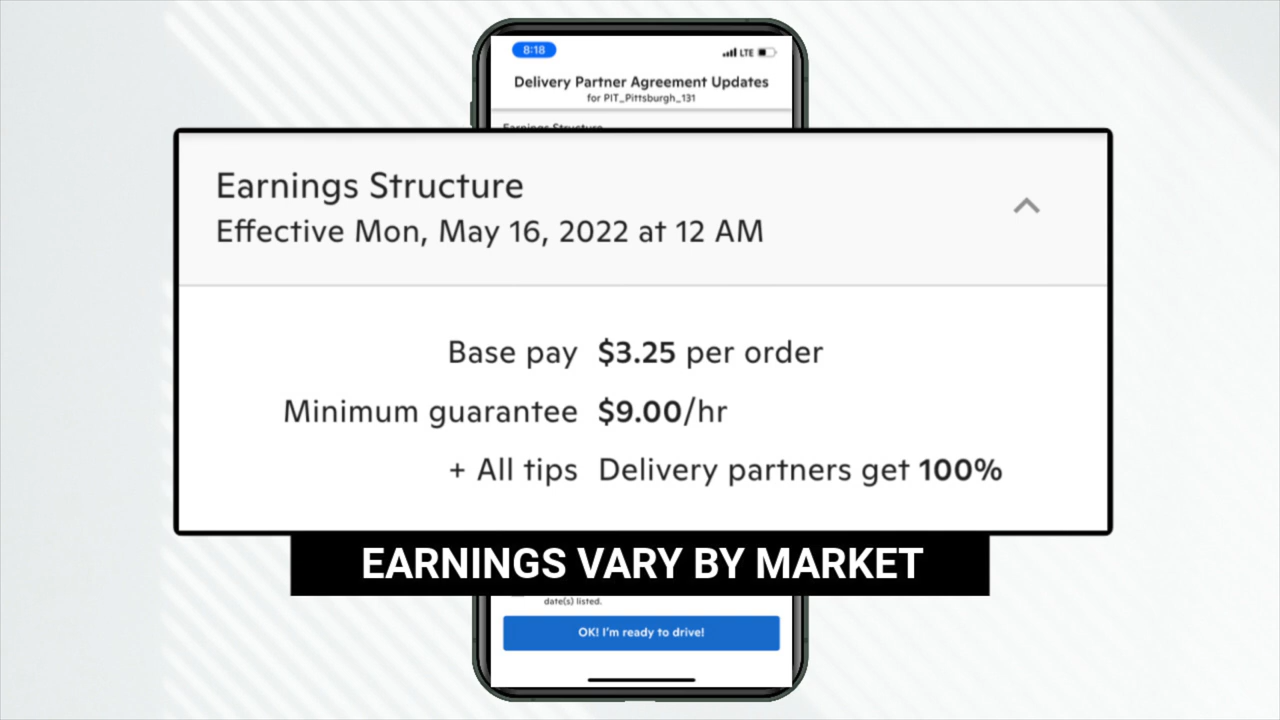 8:18
LTE
Delivery Partner Agreement Updates
for PIT_Pittsburgh_131
Earnings Structure
Earnings Structure
Effective Mon, May 16, 2022 at 12 AM
Base pay $3.25 per order
Minimum guarantee $9.00/hr
+ All tips Delivery partners get 100%
EARNINGS VARY BY MARKET
date(s) listed.
OK! I'm ready to drive!